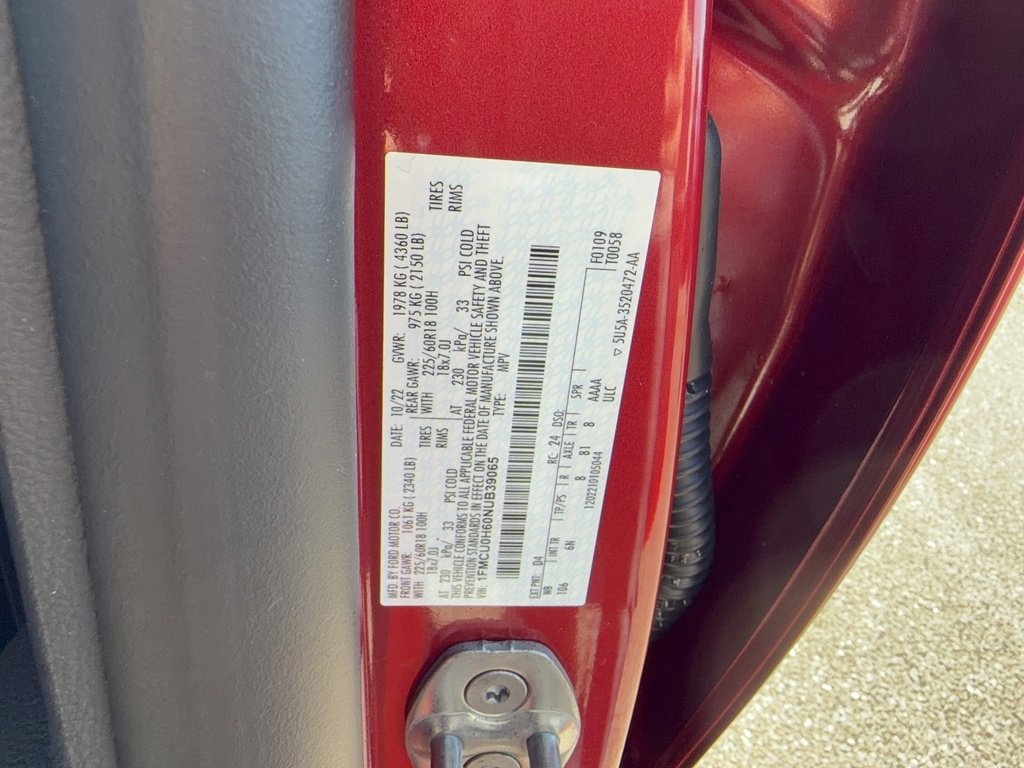 MFD. BY FORD MOTOR CO. DATE: 10/22 GVWR: 1978 KG ( 4360 LB)
FRONT GAWR: 1061 KG ( 2340 LB) REAR GAWR: 975 KG ( 2150 LB)
WITH 225/60R18 100H TIRES WITH 225/60R18 100H TIRES
18x7.0J RIMS 18x7.0J RIMS
AT 230 kPa/ 33 PSI COLD AT 230 kPa/ 33 PSI COLD
THIS VEHICLE CONFORMS TO ALL APPLICABLE FEDERAL MOTOR VEHICLE SAFETY AND THEFT
PREVENTION STANDARDS IN EFFECT ON THE DATE OF MANUFACTURE SHOWN ABOVE.
VIN: 1FMCU0H60NUB39065 TYPE: MPV
EXT PNT: D4 RC: 24 DSO: F0109
WB INT TR TP/PS R AXLE TR SPR T0058
106 6N 8 81 8 AAAA ▽ 5U5A-3520472-AA
1202210105044 ULC